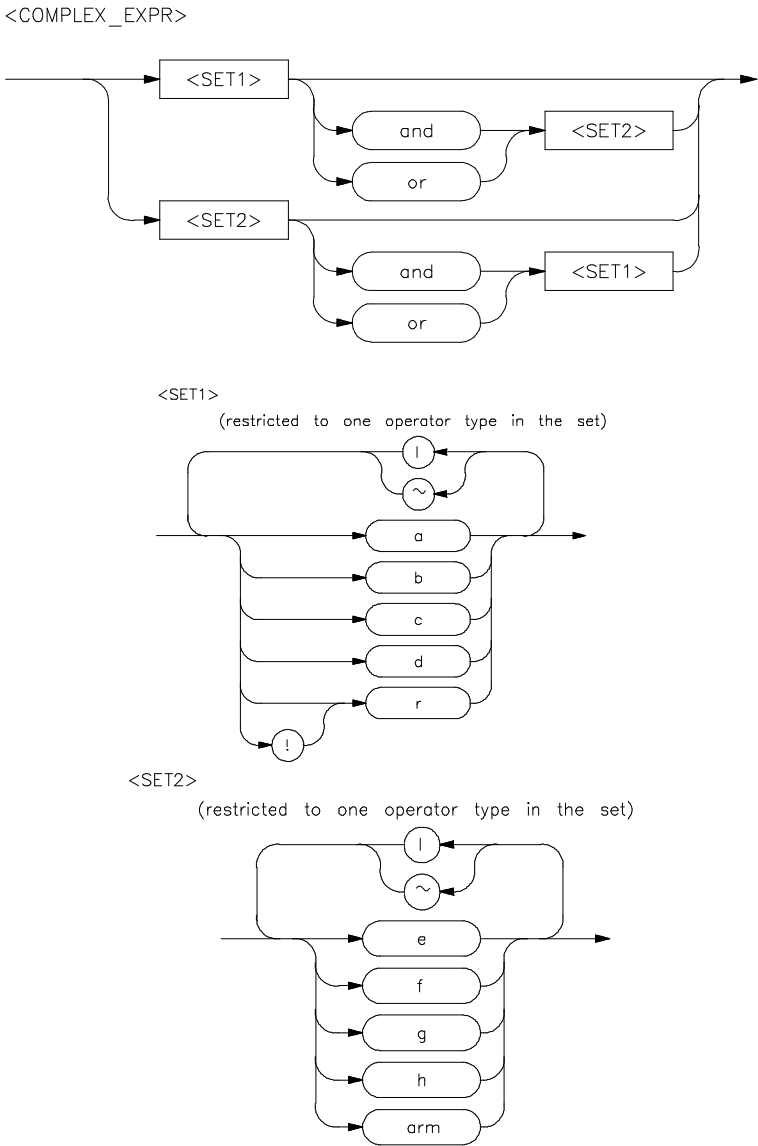 <COMPLEX_EXPR>
<SET1>
and
<SET2>
or
<SET2>
and
<SET1>
or
<SET1>
(restricted to one operator type in the set)
|
~
a
b
c
d
r
!
<SET2>
(restricted to one operator type in the set)
|
~
e
f
g
h
arm